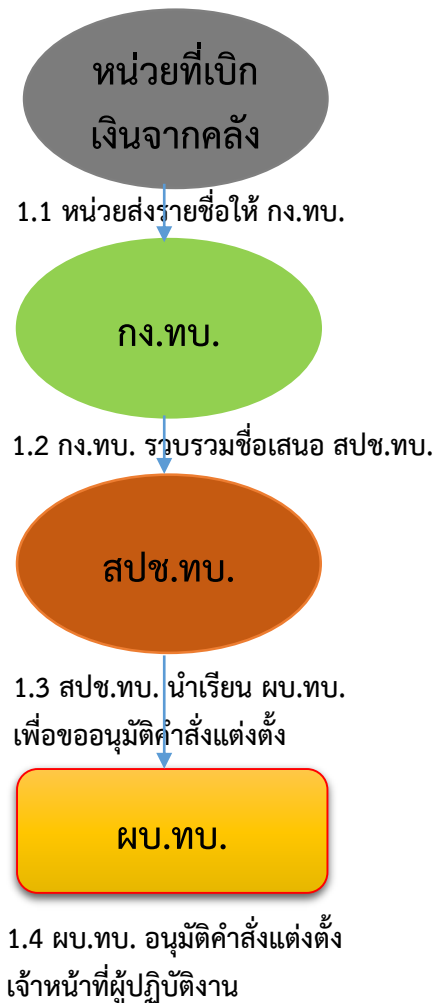 หน่วยที่เบิก
เงินจากคลัง
1.1 หน่วยส่งรายชื่อให้ กง.ทบ.
กง.ทบ.
1.2 กง.ทบ. รวบรวมชื่อเสนอ สปช.ทบ.
สปช.ทบ.
1.3 สปช.ทบ. นำเรียน ผบ.ทบ.
เพื่อขออนุมัติคำสั่งแต่งตั้ง
ผบ.ทบ.
1.4 ผบ.ทบ. อนุมัติคำสั่งแต่งตั้ง
เจ้าหน้าที่ผู้ปฏิบัติงาน